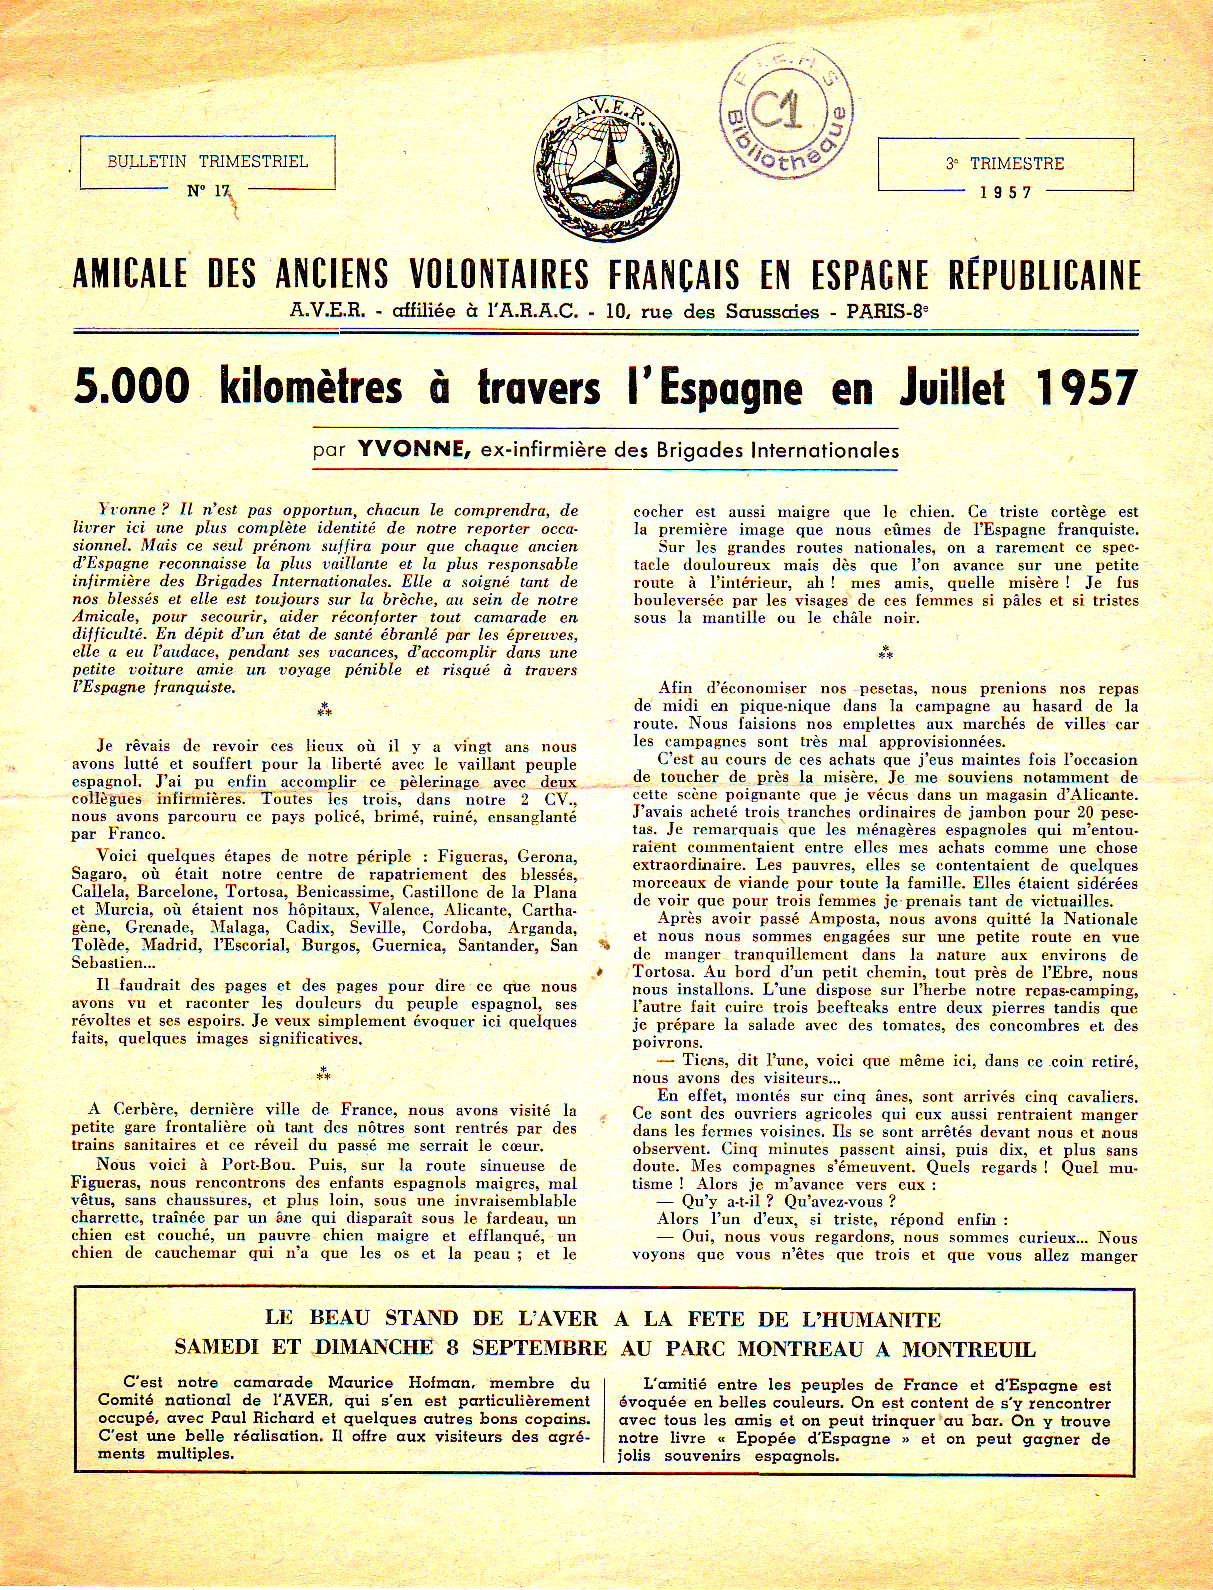 F.I.E.H.S
C1
Bibliothèque
A.V.E.R.
BULLETIN TRIMESTRIEL
N° 17
3e TRIMESTRE
1957
AMICALE DES ANCIENS VOLONTAIRES FRANÇAIS EN ESPAGNE RÉPUBLICAINE
A.V.E.R. - affiliée à l'A.R.A.C. - 10, rue des Saussaies - PARIS-8e
5.000 kilomètres à travers l'Espagne en Juillet 1957
par YVONNE, ex-infirmière des Brigades Internationales
Yvonne ? Il n'est pas opportun, chacun le comprendra, de
livrer ici une plus complète identité de notre reporter occa-
sionnel. Mais ce seul prénom suffira pour que chaque ancien
d'Espagne reconnaisse la plus vaillante et la plus responsable
infirmière des Brigades Internationales. Elle a soigné tant de
nos blessés et elle est toujours sur la brèche, au sein de notre
Amicale, pour secourir, aider réconforter tout camarade en
difficulté. En dépit d'un état de santé ébranlé par les épreuves,
elle a eu l'audace, pendant ses vacances, d'accomplir dans une
petite voiture amie un voyage pénible et risqué à travers
l'Espagne franquiste.
***
Je rêvais de revoir ces lieux où il y a vingt ans nous
avons lutté et souffert pour la liberté avec le vaillant peuple
espagnol. J'ai pu enfin accomplir ce pèlerinage avec deux
collègues infirmières. Toutes les trois, dans notre 2 CV.,
nous avons parcouru ce pays policé, brimé, ruiné, ensanglanté
par Franco.
Voici quelques étapes de notre périple : Figueras, Gerona,
Sagaro, où était notre centre de rapatriement des blessés,
Callela, Barcelone, Tortosa, Benicassime, Castillone de la Plana
et Murcia, où étaient nos hôpitaux, Valence, Alicante, Cartha-
gène, Grenade, Malaga, Cadix, Seville, Cordoba, Arganda,
Tolède, Madrid, l'Escorial, Burgos, Guernica, Santander, San
Sebastien...
Il faudrait des pages et des pages pour dire ce que nous
avons vu et raconter les douleurs du peuple espagnol, ses
révoltes et ses espoirs. Je veux simplement évoquer ici quelques
faits, quelques images significatives.
***
A Cerbère, dernière ville de France, nous avons visité la
petite gare frontalière où tant des nôtres sont rentrés par des
trains sanitaires et ce réveil du passé me serrait le cœur.
Nous voici à Port-Bou. Puis, sur la route sinueuse de
Figueras, nous rencontrons des enfants espagnols maigres, mal
vêtus, sans chaussures, et plus loin, sous une invraisemblable
charrette, traînée par un âne qui disparaît sous le fardeau, un
chien est couché, un pauvre chien maigre et efflanqué, un
chien de cauchemar qui n'a que les os et la peau ; et le
cocher est aussi maigre que le chien. Ce triste cortège est
la première image que nous eûmes de l'Espagne franquiste.
Sur les grandes routes nationales, on a rarement ce spec-
tacle douloureux mais dès que l'on avance sur une petite
route à l'intérieur, ah ! mes amis, quelle misère ! Je fus
bouleversée par les visages de ces femmes si pâles et si tristes
sous la mantille ou le châle noir.
***
Afin d'économiser nos pesetas, nous prenions nos repas
de midi en pique-nique dans la campagne au hasard de la
route. Nous faisions nos emplettes aux marchés de villes car
les campagnes sont très mal approvisionnées.
C'est au cours de ces achats que j'eus maintes fois l'occasion
de toucher de près la misère. Je me souviens notamment de
cette scène poignante que je vécus dans un magasin d'Alicante.
J'avais acheté trois tranches ordinaires de jambon pour 20 pese-
tas. Je remarquais que les ménagères espagnoles qui m'entou-
raient commentaient entre elles mes achats comme une chose
extraordinaire. Les pauvres, elles se contentaient de quelques
morceaux de viande pour toute la famille. Elles étaient sidérées
de voir que pour trois femmes je prenais tant de victuailles.
Après avoir passé Amposta, nous avons quitté la Nationale
et nous nous sommes engagées sur une petite route en vue
de manger tranquillement dans la nature aux environs de
Tortosa. Au bord d'un petit chemin, tout près de l'Ebre, nous
nous installons. L'une dispose sur l'herbe notre repas-camping,
l'autre fait cuire trois beefteaks entre deux pierres tandis que
je prépare la salade avec des tomates, des concombres et des
poivrons.
— Tiens, dit l'une, voici que même ici, dans ce coin retiré,
nous avons des visiteurs...
En effet, montés sur cinq ânes, sont arrivés cinq cavaliers.
Ce sont des ouvriers agricoles qui eux aussi rentraient manger
dans les fermes voisines. Ils se sont arrêtés devant nous et nous
observent. Cinq minutes passent ainsi, puis dix, et plus sans
doute. Mes compagnes s'émeuvent. Quels regards ! Quel mu-
tisme ! Alors je m'avance vers eux :
— Qu'y a-t-il ? Qu'avez-vous ?
Alors l'un d'eux, si triste, répond enfin :
— Oui, nous vous regardons, nous sommes curieux... Nous
voyons que vous n'êtes que trois et que vous allez manger
LE BEAU STAND DE L'AVER A LA FETE DE L'HUMANITE
SAMEDI ET DIMANCHE 8 SEPTEMBRE AU PARC MONTREAU A MONTREUIL
C'est notre camarade Maurice Hofman, membre du
Comité national de l'AVER, qui s'en est particulièrement
occupé, avec Paul Richard et quelques autres bons copains.
C'est une belle réalisation. Il offre aux visiteurs des agré-
ments multiples.
L'amitié entre les peuples de France et d'Espagne est
évoquée en belles couleurs. On est content de s'y rencontrer
avec tous les amis et on peut trinquer au bar. On y trouve
notre livre « Epopée d'Espagne » et on peut gagner de
jolis souvenirs espagnols.